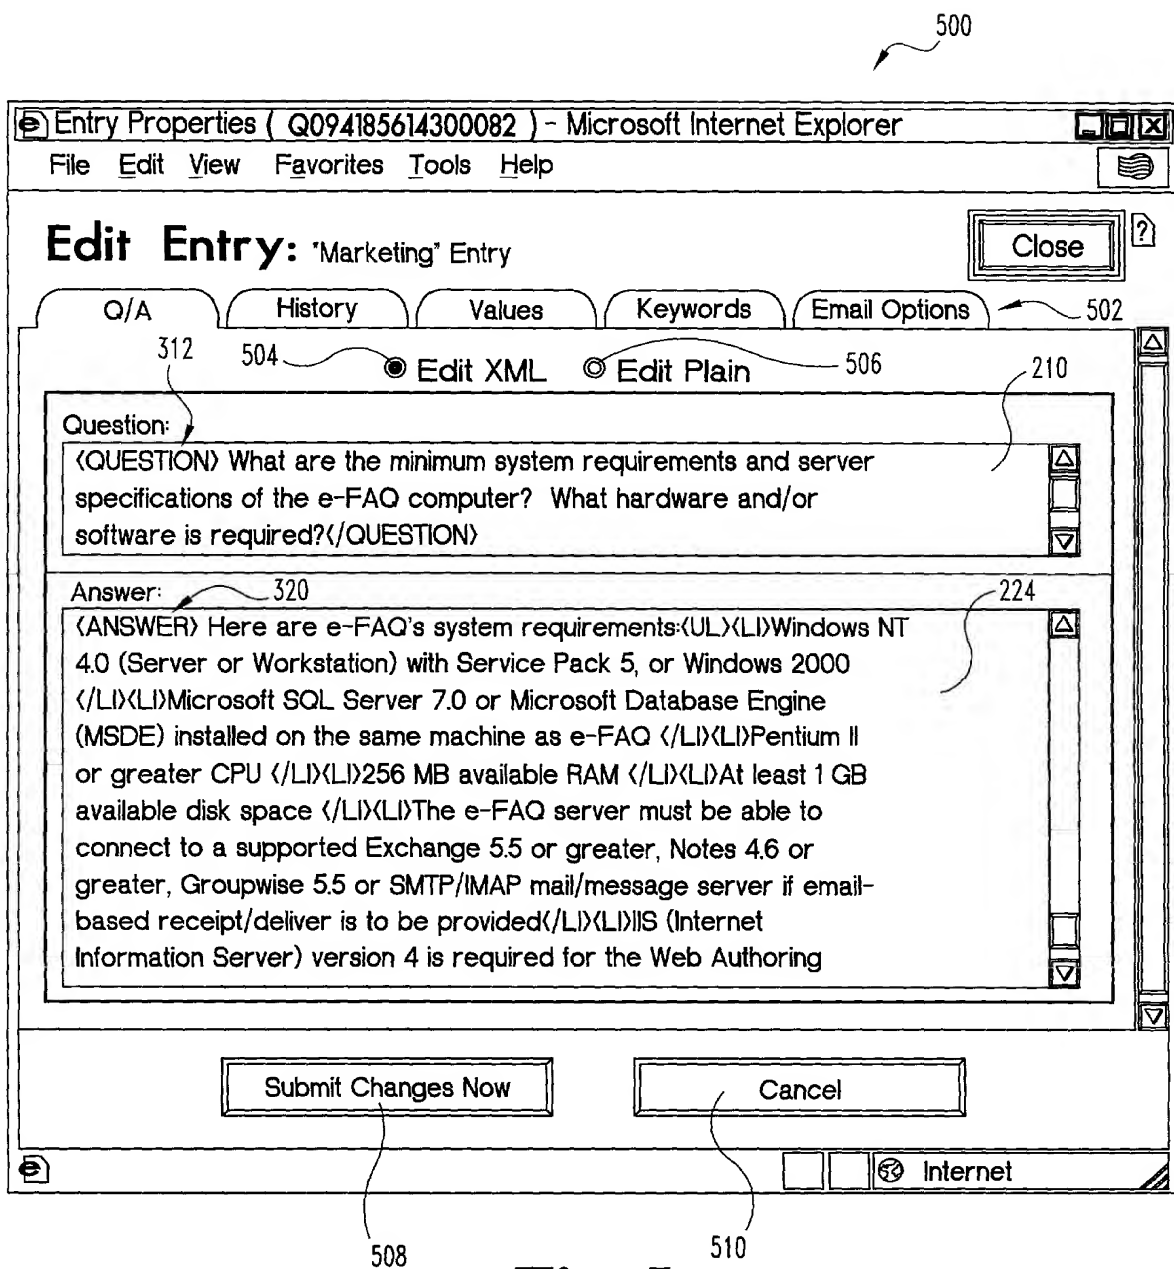 500
Entry Properties ( Q094185614300082 ) - Microsoft Internet Explorer
File Edit View Favorites Tools Help
Edit Entry: "Marketing" Entry
Close
?
Q/A History Values Keywords Email Options
502
312
504
Edit XML
Edit Plain
506
210
Question:
<QUESTION> What are the minimum system requirements and server
specifications of the e-FAQ computer? What hardware and/or
software is required?</QUESTION>
Answer:
320
224
<ANSWER> Here are e-FAQ's system requirements:<UL><LI>Windows NT
4.0 (Server or Workstation) with Service Pack 5, or Windows 2000
</LI><LI>Microsoft SQL Server 7.0 or Microsoft Database Engine
(MSDE) installed on the same machine as e-FAQ </LI><LI>Pentium II
or greater CPU </LI><LI>256 MB available RAM </LI><LI>At least 1 GB
available disk space </LI><LI>The e-FAQ server must be able to
connect to a supported Exchange 5.5 or greater, Notes 4.6 or
greater, Groupwise 5.5 or SMTP/IMAP mail/message server if email-
based receipt/deliver is to be provided</LI><LI>IIS (Internet
Information Server) version 4 is required for the Web Authoring
Submit Changes Now
Cancel
e
Internet
508
510